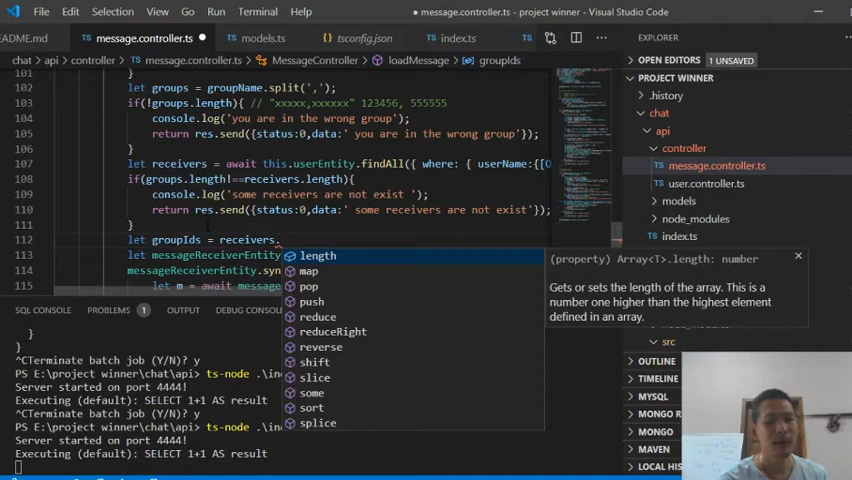 File Edit Selection View Go Run Terminal Help
● message.controller.ts - project winner - Visual Studio Code
EADME.md TS message.controller.ts ● TS models.ts TS tsconfig.json TS index.ts TS ···
chat > api > controller > TS message.controller.ts > MessageController > loadMessage > groupIds
101 }
102 let groups = groupName.split(',');
103 if(!groups.length){ // "xxxxx,xxxxxx" 123456, 555555
104 console.log('you are in the wrong group');
105 return res.send({status:0,data:' you are in the wrong group'});
106 }
107 let receivers = await this.userEntity.findAll({ where: { userName:{[O
108 if(groups.length!==receivers.length){
109 console.log('some receivers are not exist ');
110 return res.send({status:0,data:' some receivers are not exist'});
111 }
112 let groupIds = receivers.
113 let messageReceiverEntity
114 messageReceiverEntity.syn
115 let m = await message
length
map
pop
push
reduce
reduceRight
reverse
shift
slice
some
sort
splice
(property) Array<T>.length: number
Gets or sets the length of the array. This is a
number one higher than the highest element
defined in an array.
SQL CONSOLE PROBLEMS 1 OUTPUT DEBUG CONSOL
}
}
^CTerminate batch job (Y/N)? y
PS E:\project winner\chat\api> ts-node .\in
Server started on port 4444!
Executing (default): SELECT 1+1 AS result
^CTerminate batch job (Y/N)? y
PS E:\project winner\chat\api> ts-node .\in
Server started on port 4444!
Executing (default): SELECT 1+1 AS result
EXPLORER
OPEN EDITORS 1 UNSAVED
PROJECT WINNER
.history
chat
api
controller
TS message.controller.ts
TS user.controller.ts
models
node_modules
TS index.ts
src
OUTLINE
TIMELINE
MYSQL
MONGO R
MONGO
MAVEN
LOCAL HIS